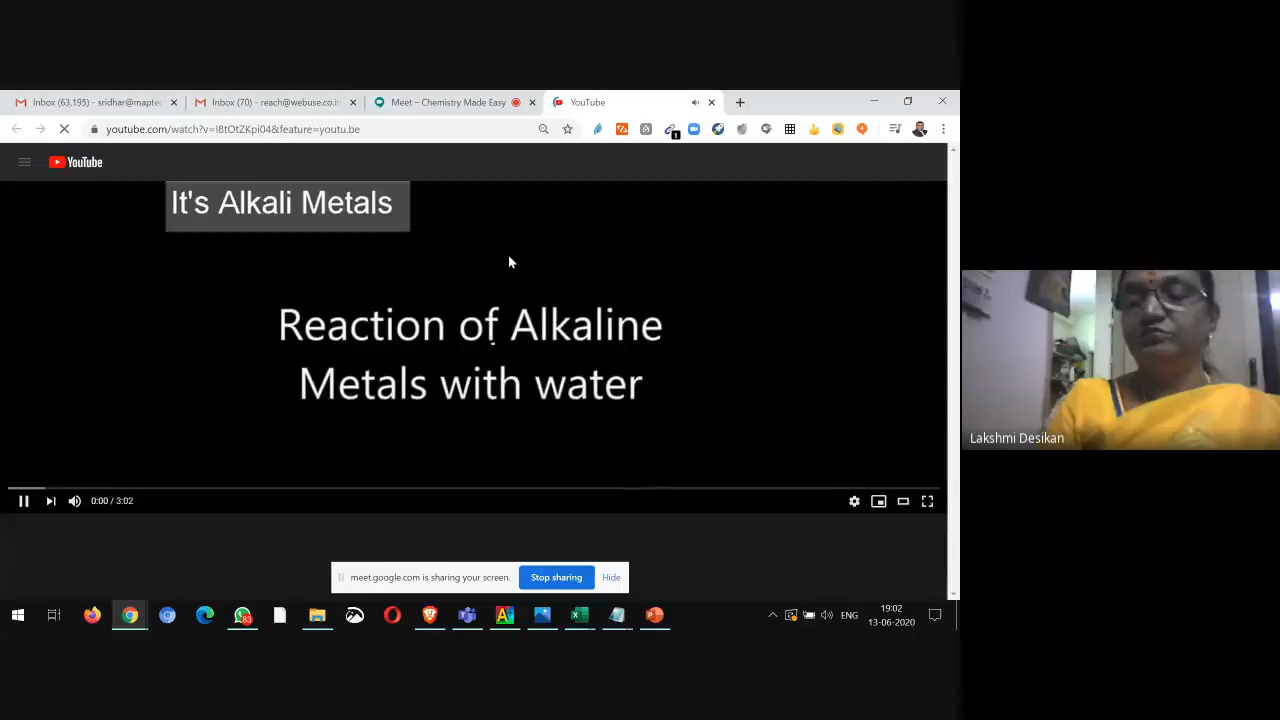 Inbox (63,195) - sridhar@mapte
Inbox (70) - reach@webuse.co.in
Meet – Chemistry Made Easy
YouTube
youtube.com/watch?v=I8tOtZKpi04&feature=youtu.be
1
YouTube
It's Alkali Metals
Reaction of Alkaline
Metals with water
0:00 / 3:02
Lakshmi Desikan
meet.google.com is sharing your screen.
Stop sharing
Hide
83
ENG
19:02
13-06-2020